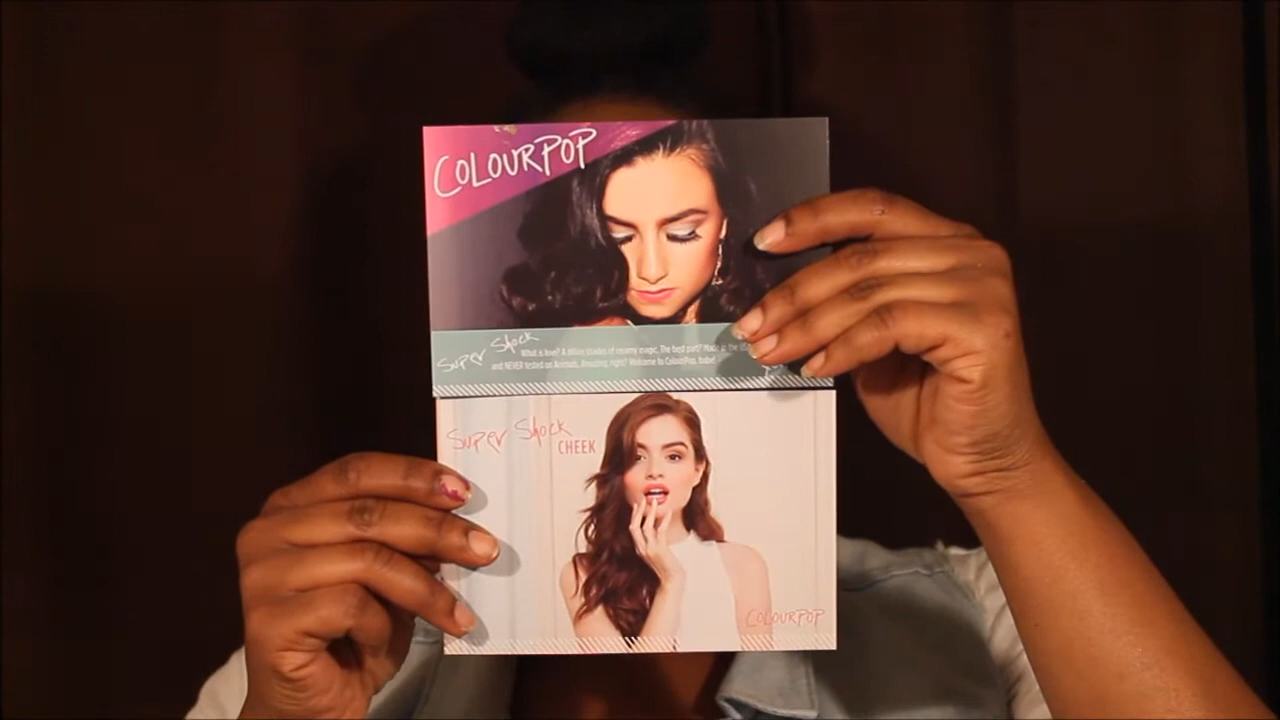 COLOURPOP
Super Shock
What is love? A zillion shades of creamy magic. The best part? Made in the USA
and NEVER tested on Animals. Amazing right? Welcome to ColourPop, babe!
Super Shock
CHEEK
COLOURPOP